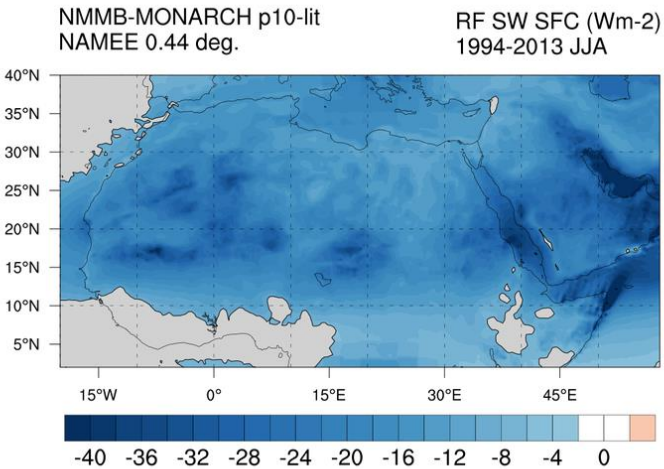 NMMB-MONARCH p10-lit
NAMEE 0.44 deg.
RF SW SFC (Wm-2)
1994-2013 JJA
40°N
35°N
30°N
25°N
20°N
15°N
10°N
5°N
15°W 0° 15°E 30°E 45°E
-40 -36 -32 -28 -24 -20 -16 -12 -8 -4 0